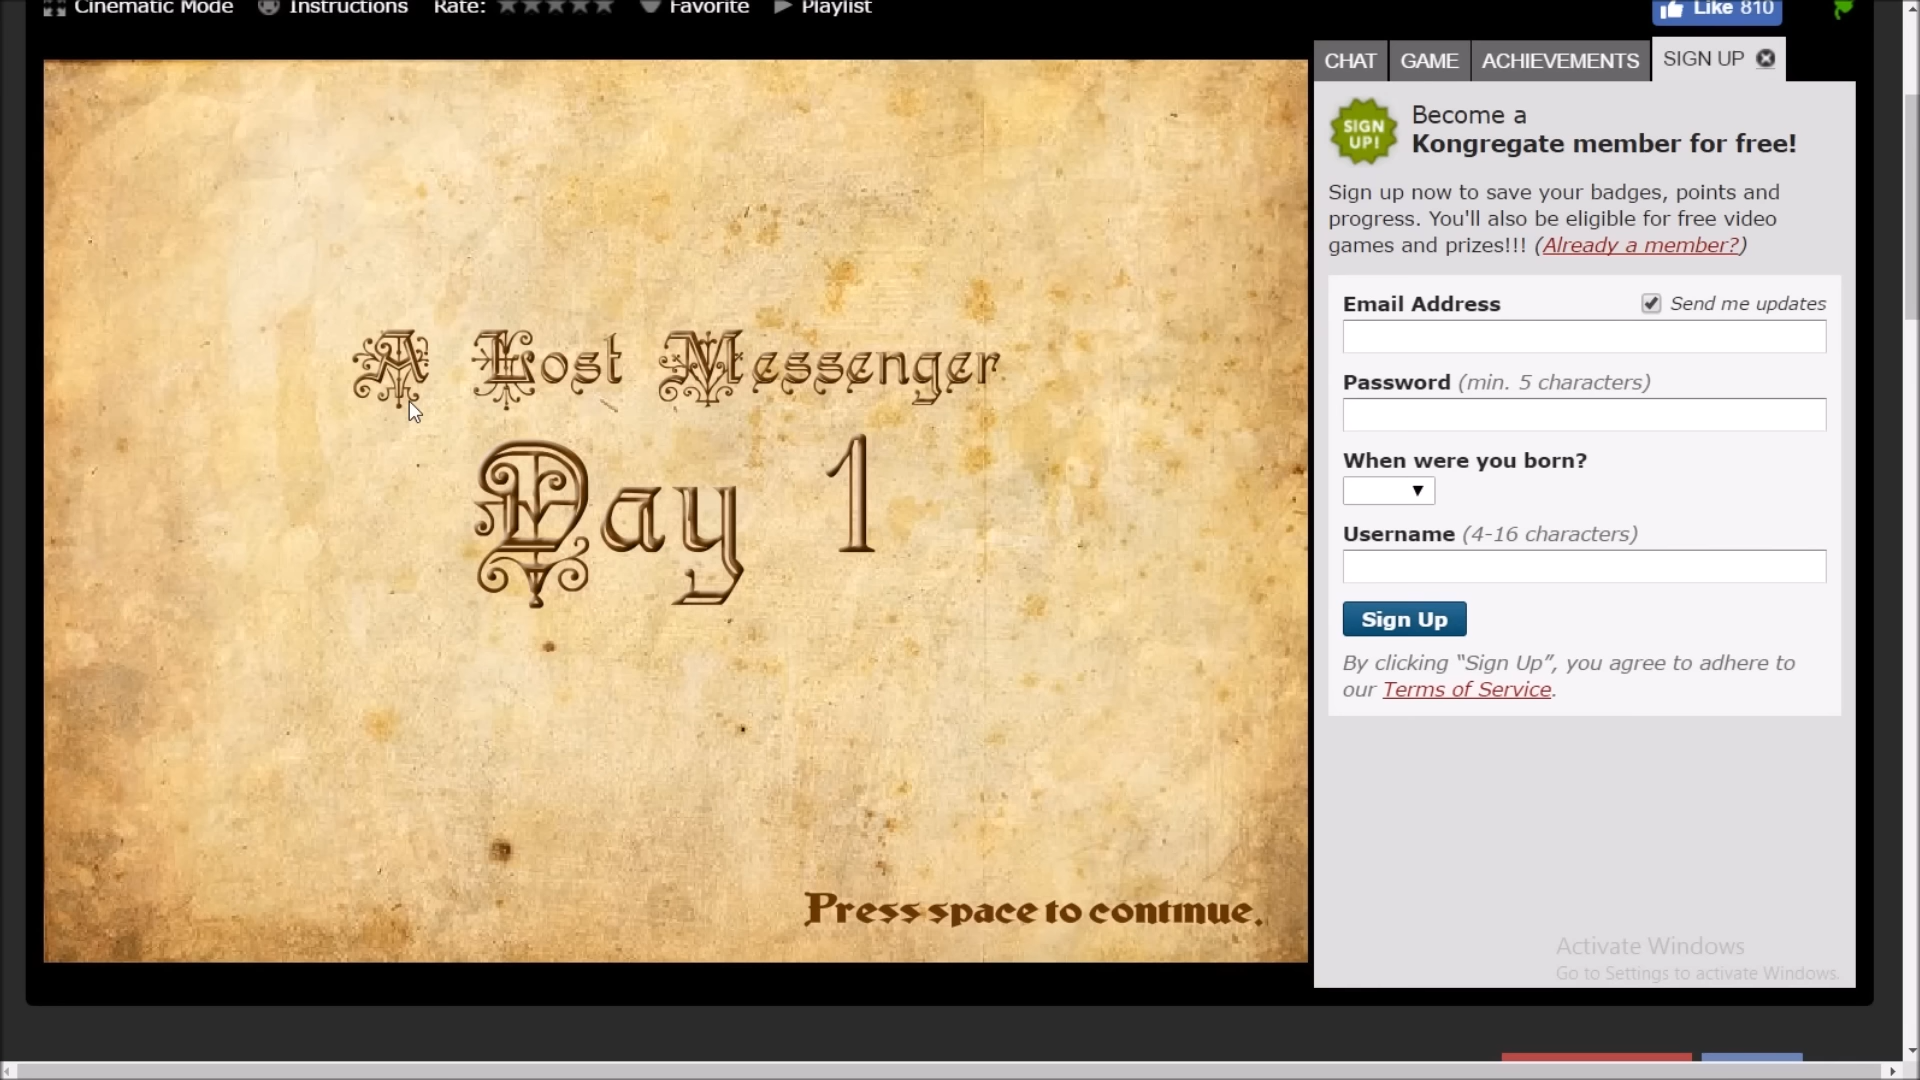 Cinematic Mode Instructions Rate: Favorite Playlist
Like 810
CHAT GAME ACHIEVEMENTS SIGN UP
SIGN UP!
Become a
Kongregate member for free!
Sign up now to save your badges, points and
progress. You'll also be eligible for free video
games and prizes!!! (Already a member?)
Email Address Send me updates
Password (min. 5 characters)
When were you born?
Username (4-16 characters)
Sign Up
By clicking “Sign Up”, you agree to adhere to
our Terms of Service.
A Lost Messenger
Day 1
Press space to continue.
Activate Windows
Go to Settings to activate Windows.